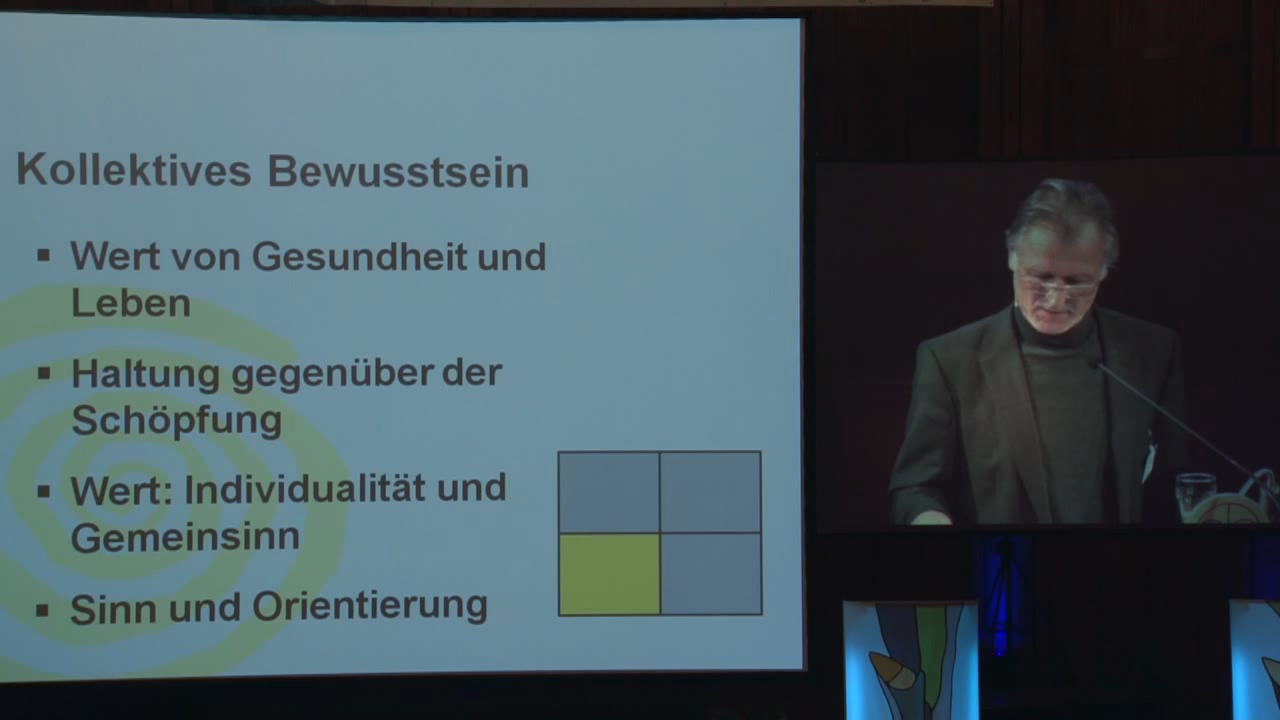 Kollektives Bewusstsein
▪ Wert von Gesundheit und
Leben
▪ Haltung gegenüber der
Schöpfung
▪ Wert: Individualität und
Gemeinsinn
▪ Sinn und Orientierung